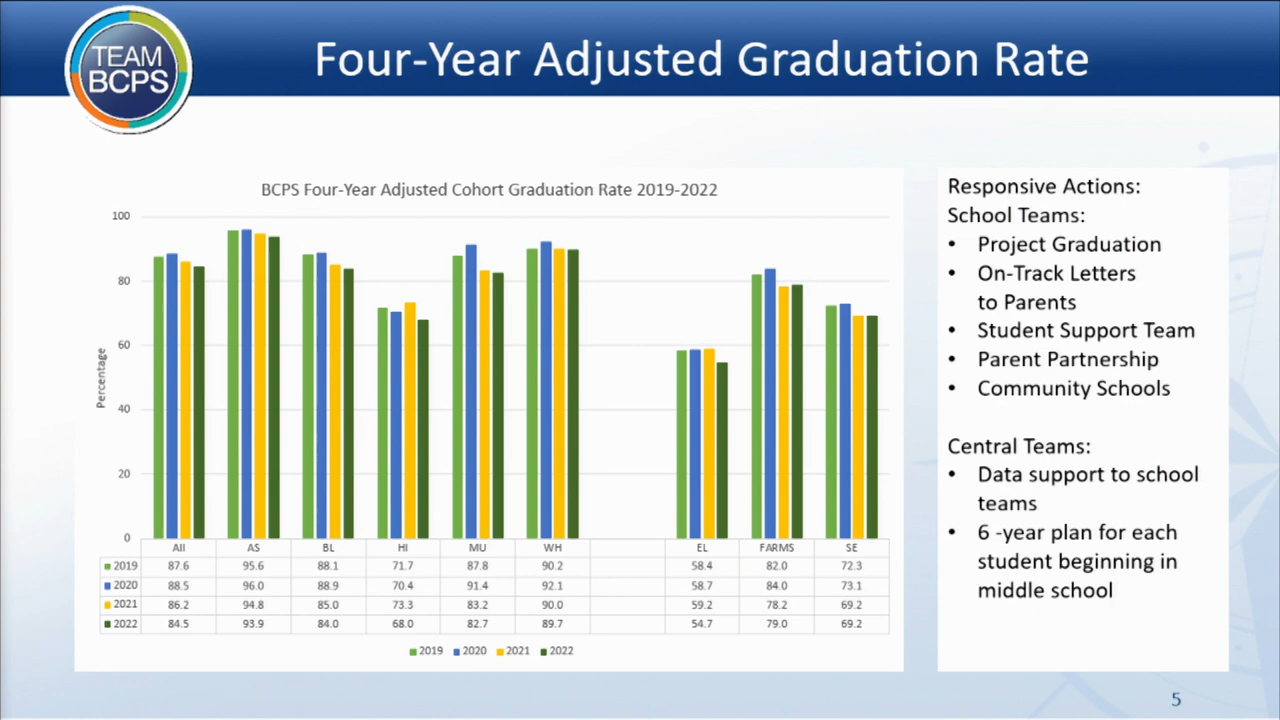 TEAM
BCPS
Four-Year Adjusted Graduation Rate
BCPS Four-Year Adjusted Cohort Graduation Rate 2019-2022
Percentage
100
80
60
40
20
0
All AS BL HI MU WH EL FARMS SE
2019 87.6 95.6 88.1 71.7 87.8 90.2 58.4 82.0 72.3
2020 88.5 96.0 88.9 70.4 91.4 92.1 58.7 84.0 73.1
2021 86.2 94.8 85.0 73.3 83.2 90.0 59.2 78.2 69.2
2022 84.5 93.9 84.0 68.0 82.7 89.7 54.7 79.0 69.2
2019 2020 2021 2022
Responsive Actions:
School Teams:
• Project Graduation
• On-Track Letters
to Parents
• Student Support Team
• Parent Partnership
• Community Schools
Central Teams:
• Data support to school
teams
• 6 -year plan for each
student beginning in
middle school
5